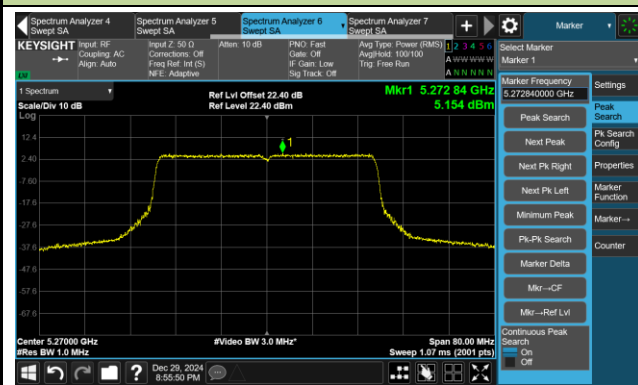 Spectrum Analyzer 4
Swept SA
Spectrum Analyzer 5
Swept SA
Spectrum Analyzer 6
Swept SA
Spectrum Analyzer 7
Swept SA
+
Marker
KEYSIGHT
Input: RF
Coupling: AC
Align: Auto
Input Z: 50 Ω
Corrections: Off
Freq Ref: Int (S)
NFE: Adaptive
Atten: 10 dB
PNO: Fast
Gate: Off
IF Gain: Low
Sig Track: Off
Avg Type: Power (RMS)
Avg|Hold: 100/100
Trig: Free Run
1 2 3 4 5 6
A W W W W W
A N N N N N
Select Marker
Marker 1
1 Spectrum
Scale/Div 10 dB
Log
Ref Lvl Offset 22.40 dB
Ref Level 22.40 dBm
Mkr1 5.272 84 GHz
5.154 dBm
1
12.4
2.40
-7.60
-17.6
-27.6
-37.6
-47.6
-57.6
-67.6
Center 5.27000 GHz
#Res BW 1.0 MHz
#Video BW 3.0 MHz*
Span 80.00 MHz
Sweep 1.07 ms (2001 pts)
Marker Frequency
5.272840000 GHz
Peak Search
Next Peak
Next Pk Right
Next Pk Left
Minimum Peak
Pk-Pk Search
Marker Delta
Mkr→CF
Mkr→Ref Lvl
Continuous Peak
Search
On
Off
Settings
Peak
Search
Pk Search
Config
Properties
Marker
Function
Marker→
Counter
?
Dec 29, 2024
8:55:50 PM